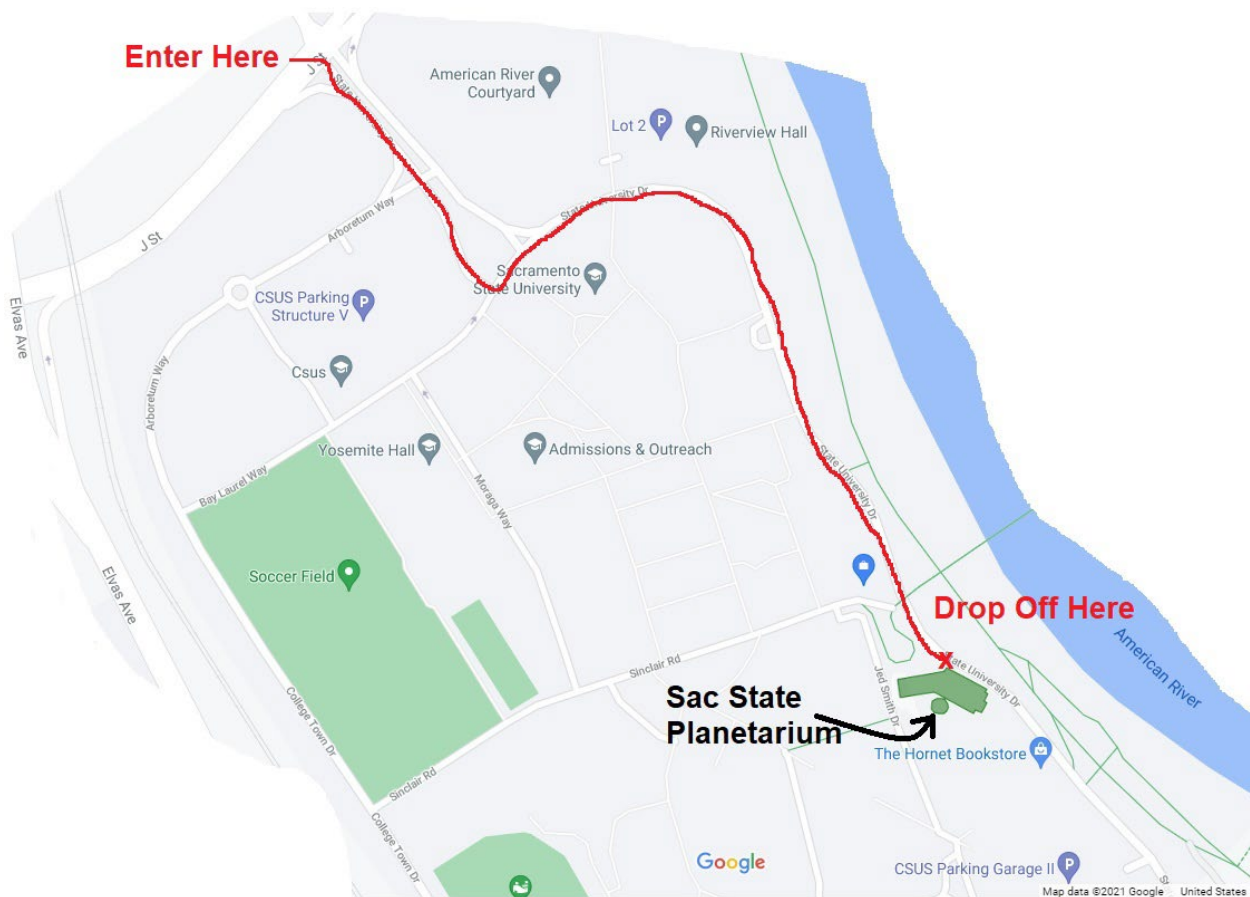 Enter Here
J St
State University Dr
American River
Courtyard
Lot 2
Riverview Hall
State University Dr
Arboretum Way
J St
Sacramento
State University
CSUS Parking
Structure V
Elvas Ave
Csus
Arboretum Way
Yosemite Hall
Admissions & Outreach
Bay Laurel Way
Moraga Way
State University Dr
Soccer Field
Elvas Ave
Drop Off Here
X
State University Dr
American River
Sinclair Rd
Jed Smith Dr
Sac State
Planetarium
College Town Dr
The Hornet Bookstore
Sinclair Rd
College Town Dr
Google
CSUS Parking Garage II
Map data ©2021 Google United States